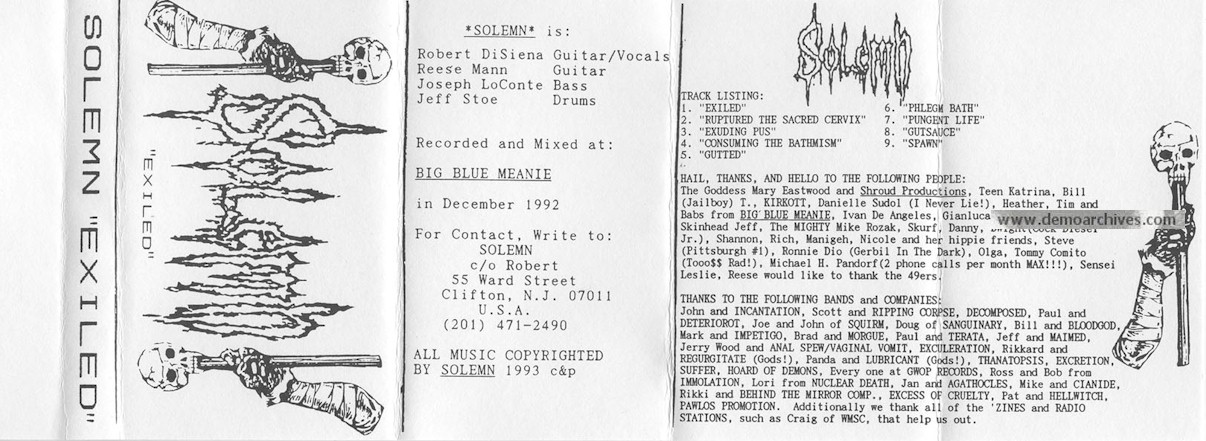 SOLEMN "EXILED"
SOLEMN
"EXILED"
*SOLEMN* is:
Robert DiSiena Guitar/Vocals
Reese Mann Guitar
Joseph LoConte Bass
Jeff Stoe Drums
Recorded and Mixed at:
BIG BLUE MEANIE
in December 1992
For Contact, Write to:
SOLEMN
c/o Robert
55 Ward Street
Clifton, N.J. 07011
U.S.A.
(201) 471-2490
ALL MUSIC COPYRIGHTED
BY SOLEMN 1993 c&p
Solemn
TRACK LISTING:
1. "EXILED" 6. "PHLEGM BATH"
2. "RUPTURED THE SACRED CERVIX" 7. "PUNGENT LIFE"
3. "EXUDING PUS" 8. "GUTSAUCE"
4. "CONSUMING THE BATHMISM" 9. "SPAWN"
5. "GUTTED"
HAIL, THANKS, AND HELLO TO THE FOLLOWING PEOPLE:
The Goddess Mary Eastwood and Shroud Productions, Teen Katrina, Bill
(Jailboy) T., KIRKOTT, Danielle Sudol (I Never Lie!), Heather, Tim and
Babs from BIG BLUE MEANIE, Ivan De Angeles, Gianluca www.demoarchives.com
Skinhead Jeff, The MIGHTY Mike Rozak, Skurf, Danny, Dwight(Cock Diesel
Jr.), Shannon, Rich, Manigeh, Nicole and her hippie friends, Steve
(Pittsburgh #1), Ronnie Dio (Gerbil In The Dark), Olga, Tommy Comito
(Tooo$$ Rad!), Michael H. Pandorf(2 phone calls per month MAX!!!), Sensei
Leslie, Reese would like to thank the 49ers.
THANKS TO THE FOLLOWING BANDS and COMPANIES:
John and INCANTATION, Scott and RIPPING CORPSE, DECOMPOSED, Paul and
DETERIOROT, Joe and John of SQUIRM, Doug of SANGUINARY, Bill and BLOODGOD,
Mark and IMPETIGO, Brad and MORGUE, Paul and TERATA, Jeff and MAIMED,
Jerry Wood and ANAL SPEW/VAGINAL VOMIT, EXCULERATION, Rikkard and
REGURGITATE (Gods!), Panda and LUBRICANT (Gods!), THANATOPSIS, EXCRETION,
SUFFER, HOARD OF DEMONS, Every one at GWOP RECORDS, Ross and Bob from
IMMOLATION, Lori from NUCLEAR DEATH, Jan and AGATHOCLES, Mike and CIANIDE,
Rikki and BEHIND THE MIRROR COMP., EXCESS OF CRUELTY, Pat and HELLWITCH,
PAWLOS PROMOTION. Additionally we thank all of the 'ZINES and RADIO
STATIONS, such as Craig of WMSC, that help us out.